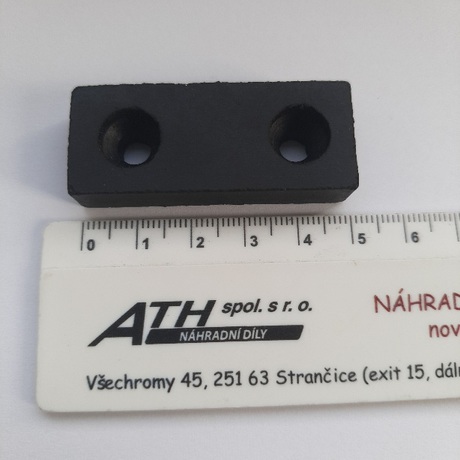 0 1 2 3 4 5 6
ATH spol. s r. o.
NÁHRADNÍ DÍLY
NÁHRAD
nov
Všechromy 45, 251 63 Strančice (exit 15, dáln